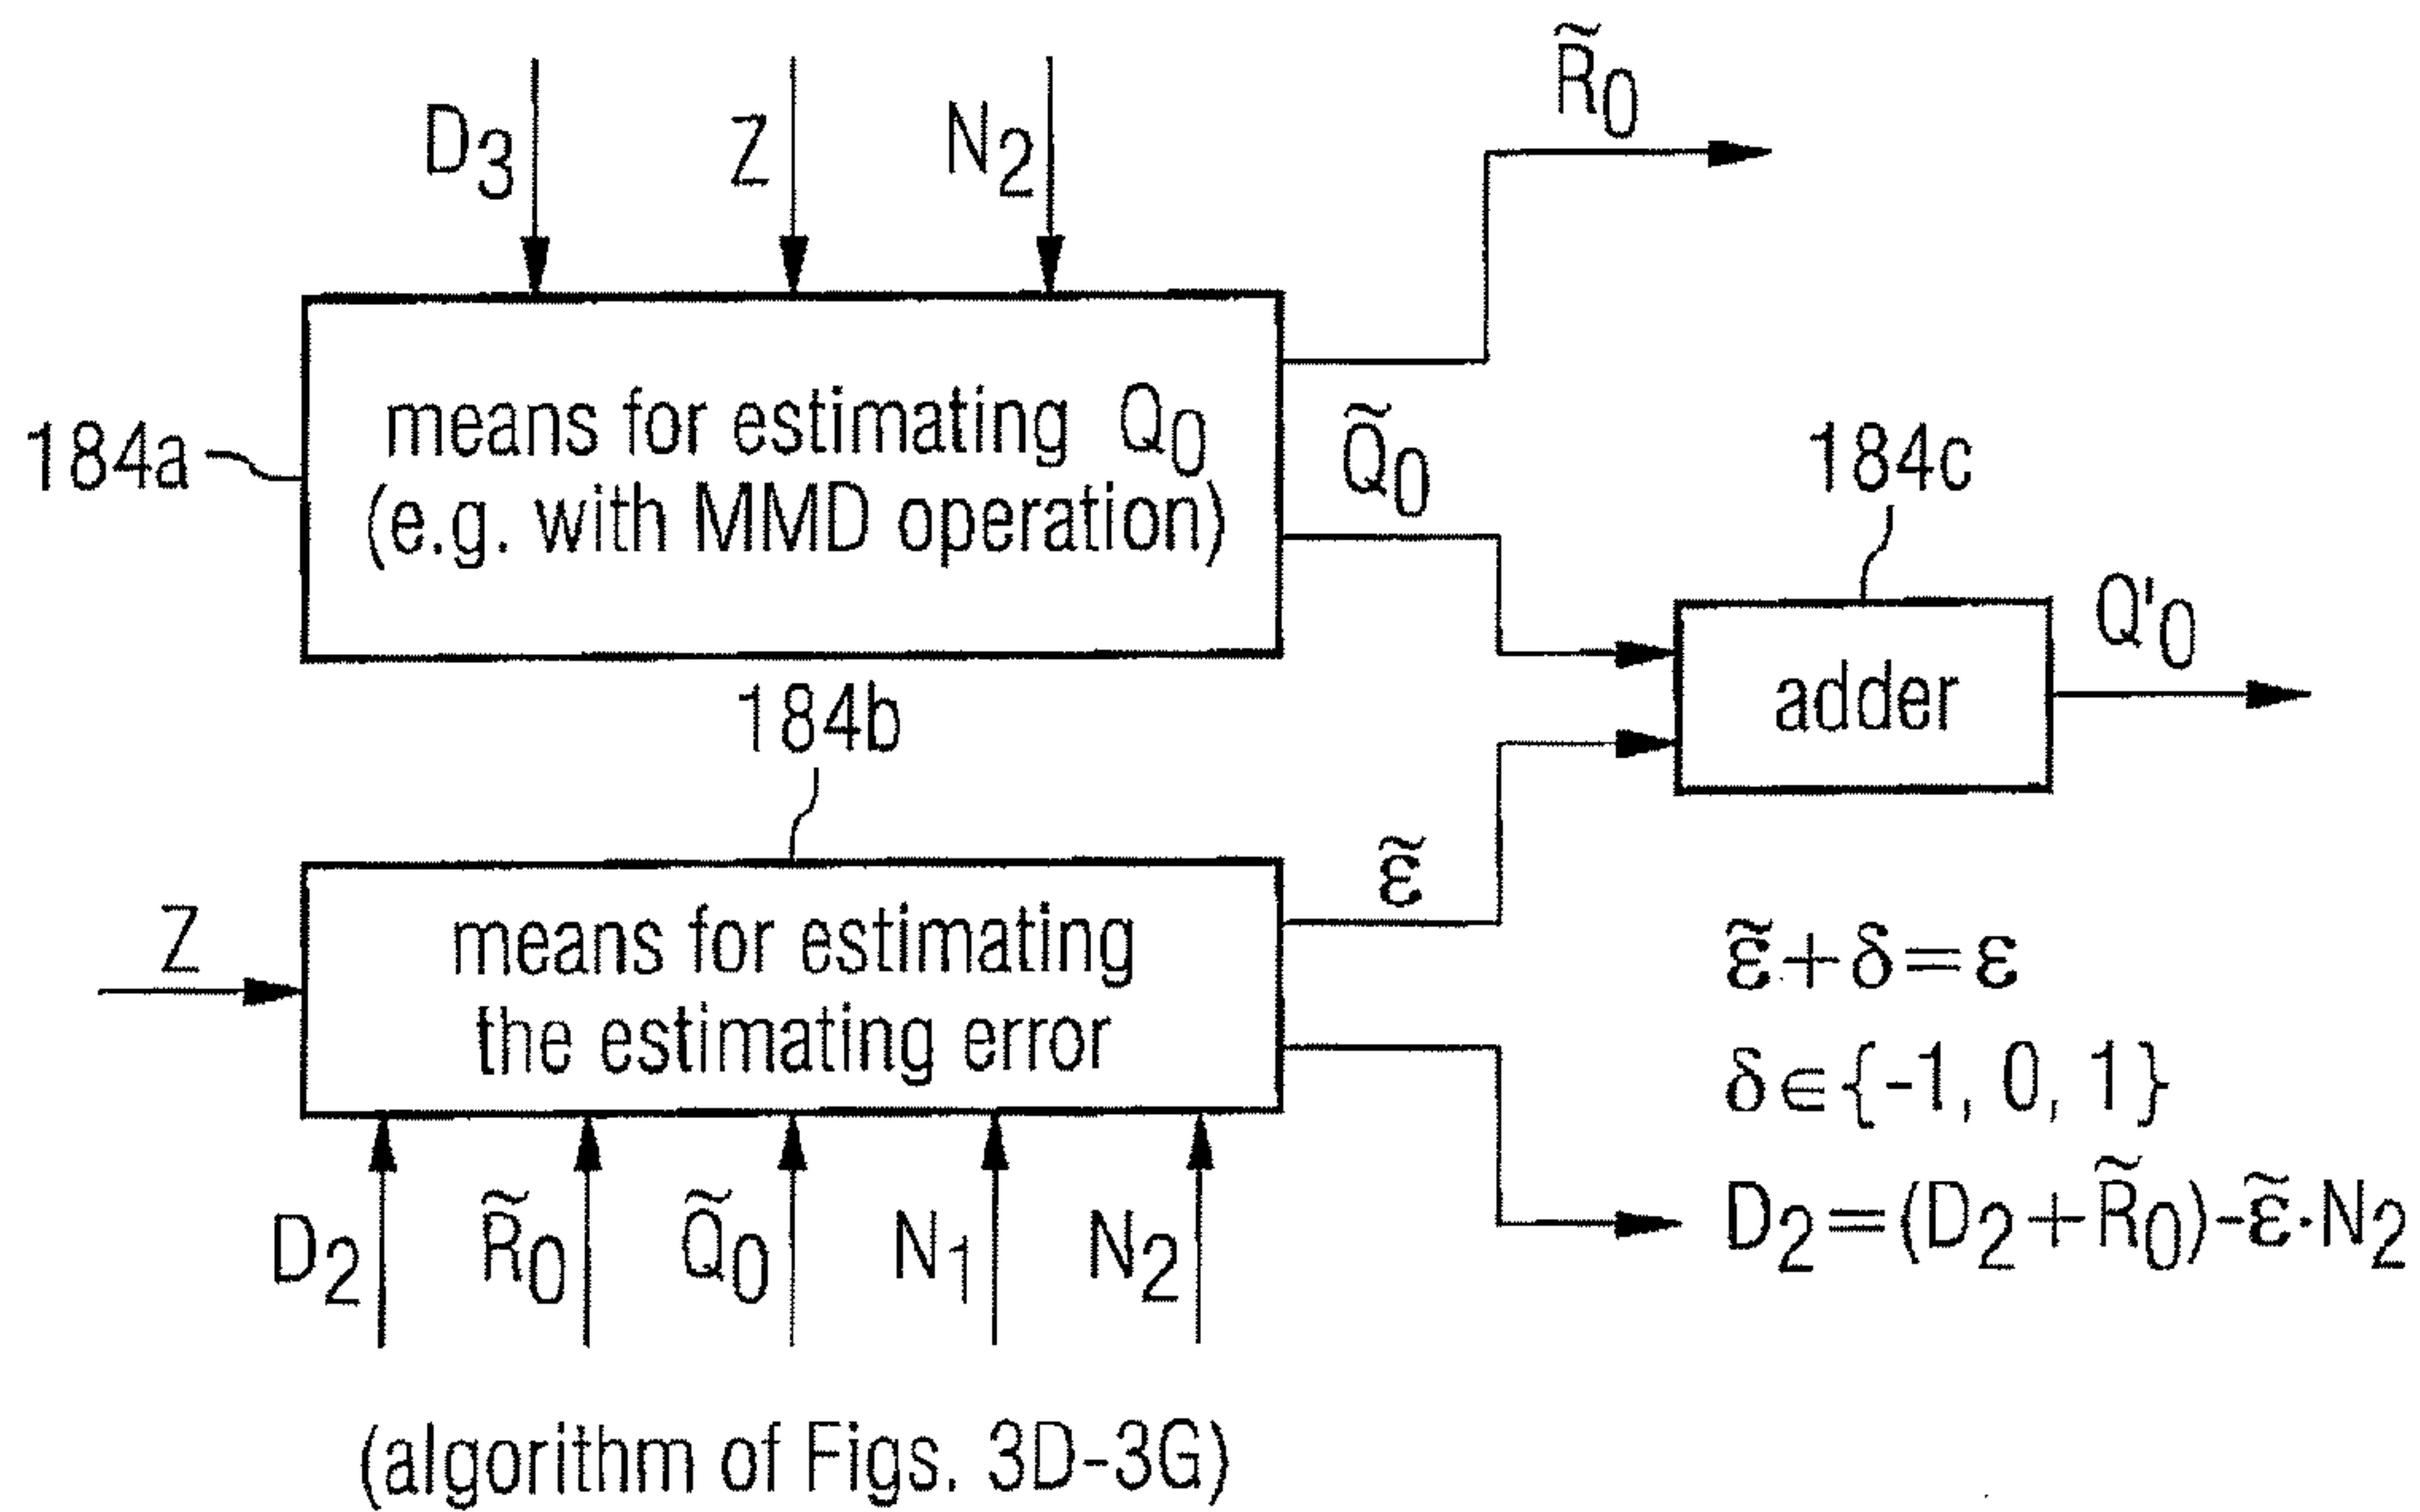 R̃₀
D₃ Z N₂
184a
means for estimating Q₀
(e.g. with MMD operation)
Q̃₀
184c
adder
Q'₀
184b
Z
means for estimating
the estimating error
ε̃
ε̃+δ=ε
δ∈{-1, 0, 1}
D₂=(D₂+R̃₀)-ε̃·N₂
D₂ R̃₀ Q̃₀ N₁ N₂
(algorithm of Figs. 3D-3G)